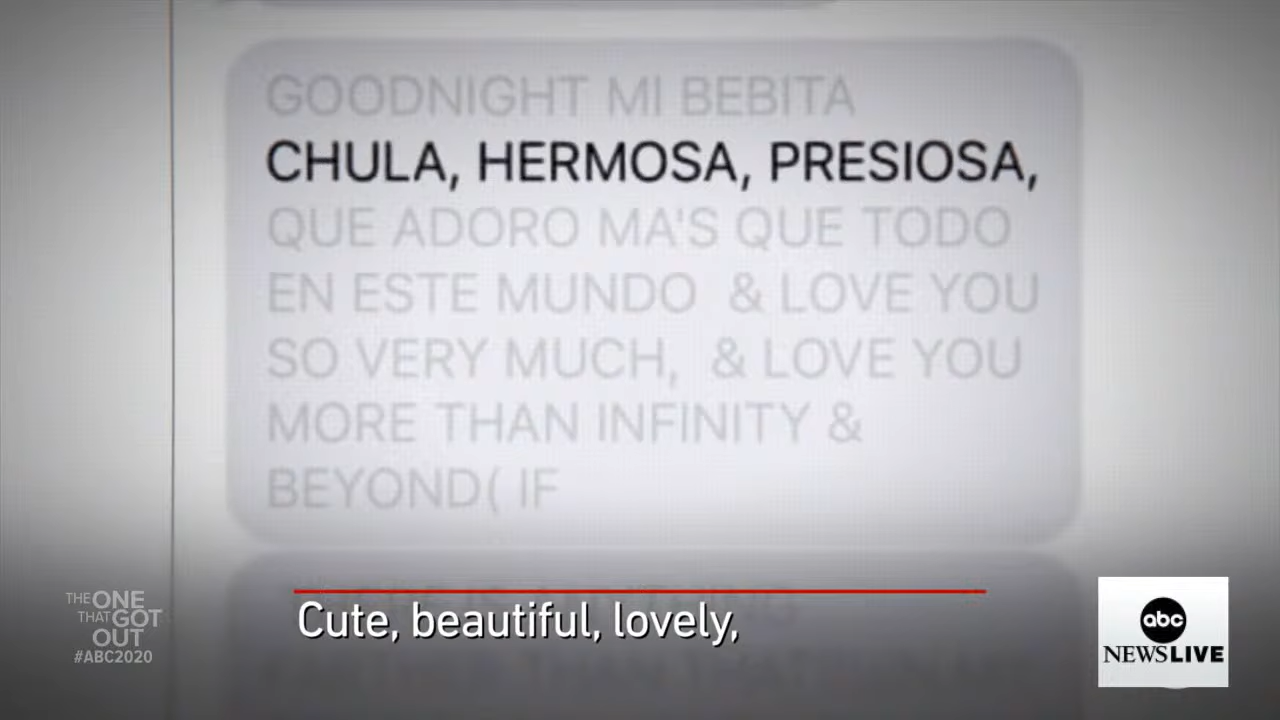 GOODNIGHT MI BEBITA
CHULA, HERMOSA, PRESIOSA,
QUE ADORO MA'S QUE TODO
EN ESTE MUNDO & LOVE YOU
SO VERY MUCH, & LOVE YOU
MORE THAN INFINITY &
BEYOND( IF
Cute, beautiful, lovely,
THE ONE
THAT GOT
OUT
#ABC2020
abc
NEWS LIVE